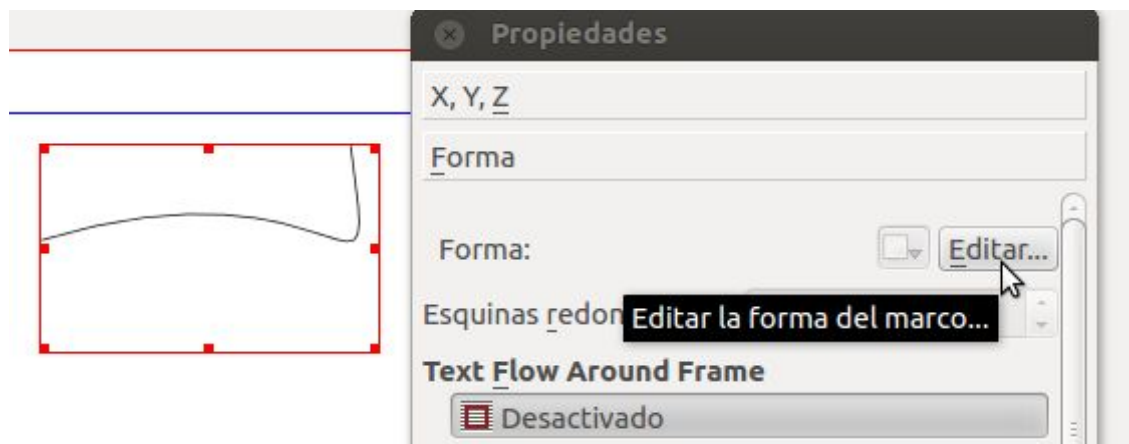 Propiedades
X, Y, Z
Forma
Forma:
Editar...
Esquinas redon
Editar la forma del marco...
Text Flow Around Frame
Desactivado